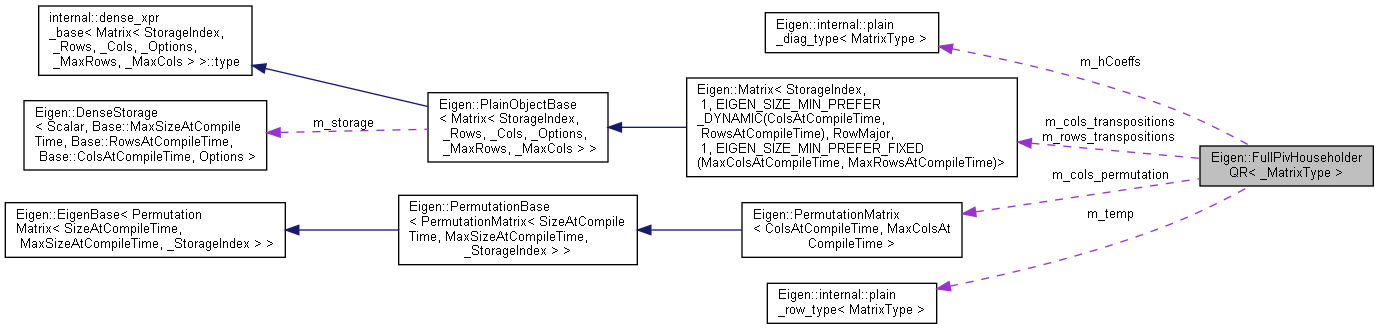 internal::dense_xpr
_base< Matrix< StorageIndex,
_Rows, _Cols, _Options,
_MaxRows, _MaxCols > >::type
Eigen::DenseStorage
< Scalar, Base::MaxSizeAtCompile
Time, Base::RowsAtCompileTime,
Base::ColsAtCompileTime, Options >
m_storage
Eigen::PlainObjectBase
< Matrix< StorageIndex,
_Rows, _Cols, _Options,
_MaxRows, _MaxCols > >
Eigen::internal::plain
_diag_type< MatrixType >
Eigen::Matrix< StorageIndex,
1, EIGEN_SIZE_MIN_PREFER
_DYNAMIC(ColsAtCompileTime,
RowsAtCompileTime), RowMajor,
1, EIGEN_SIZE_MIN_PREFER_FIXED
(MaxColsAtCompileTime, MaxRowsAtCompileTime)>
Eigen::EigenBase< Permutation
Matrix< SizeAtCompileTime,
MaxSizeAtCompileTime, _StorageIndex > >
Eigen::PermutationBase
< PermutationMatrix< SizeAtCompile
Time, MaxSizeAtCompileTime,
_StorageIndex > >
Eigen::PermutationMatrix
< ColsAtCompileTime, MaxColsAt
CompileTime >
Eigen::internal::plain
_row_type< MatrixType >
m_hCoeffs
m_cols_transpositions
m_rows_transpositions
m_cols_permutation
m_temp
Eigen::FullPivHouseholder
QR< _MatrixType >